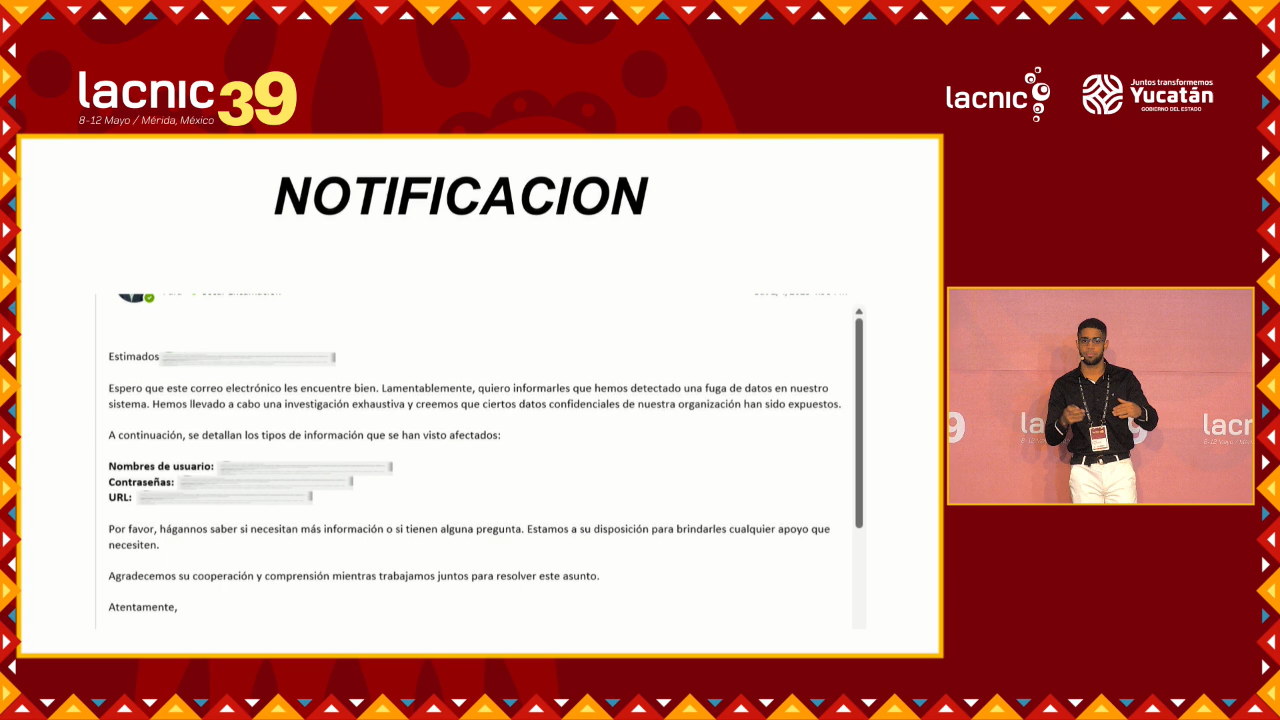 lacnic 39
8-12 Mayo / Mérida, México
lacnic
Juntos transformemos
Yucatán
GOBIERNO DEL ESTADO
NOTIFICACION
Estimados
Espero que este correo electrónico les encuentre bien. Lamentablemente, quiero informarles que hemos detectado una fuga de datos en nuestro
sistema. Hemos llevado a cabo una investigación exhaustiva y creemos que ciertos datos confidenciales de nuestra organización han sido expuestos.
A continuación, se detallan los tipos de información que se han visto afectados:
Nombres de usuario:
Contraseñas:
URL:
Por favor, hágannos saber si necesitan más información o si tienen alguna pregunta. Estamos a su disposición para brindarles cualquier apoyo que
necesiten.
Agradecemos su cooperación y comprensión mientras trabajamos juntos para resolver este asunto.
Atentamente,
9
la
9
lacn